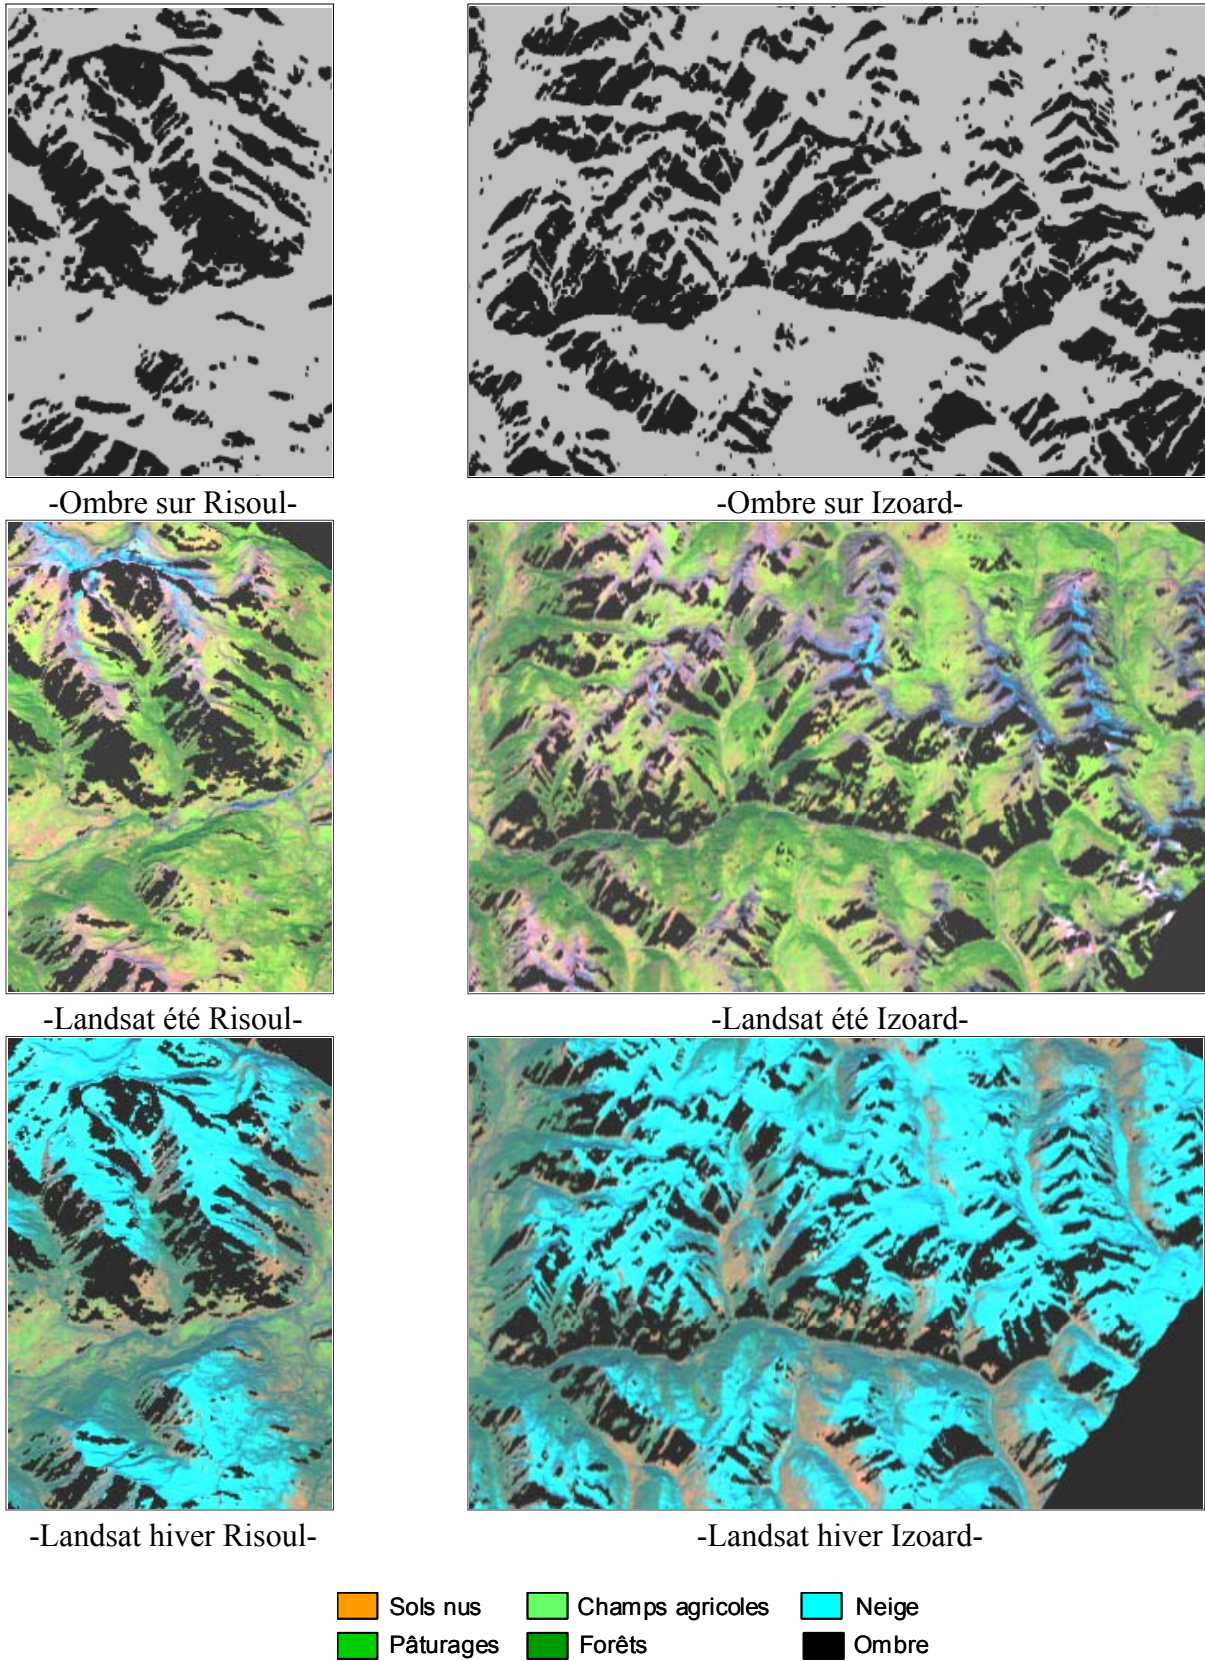 -Ombre sur Risoul-
-Ombre sur Izoard-
-Landsat été Risoul-
-Landsat été Izoard-
-Landsat hiver Risoul-
-Landsat hiver Izoard-
Sols nus
Champs agricoles
Neige
Pâturages
Forêts
Ombre